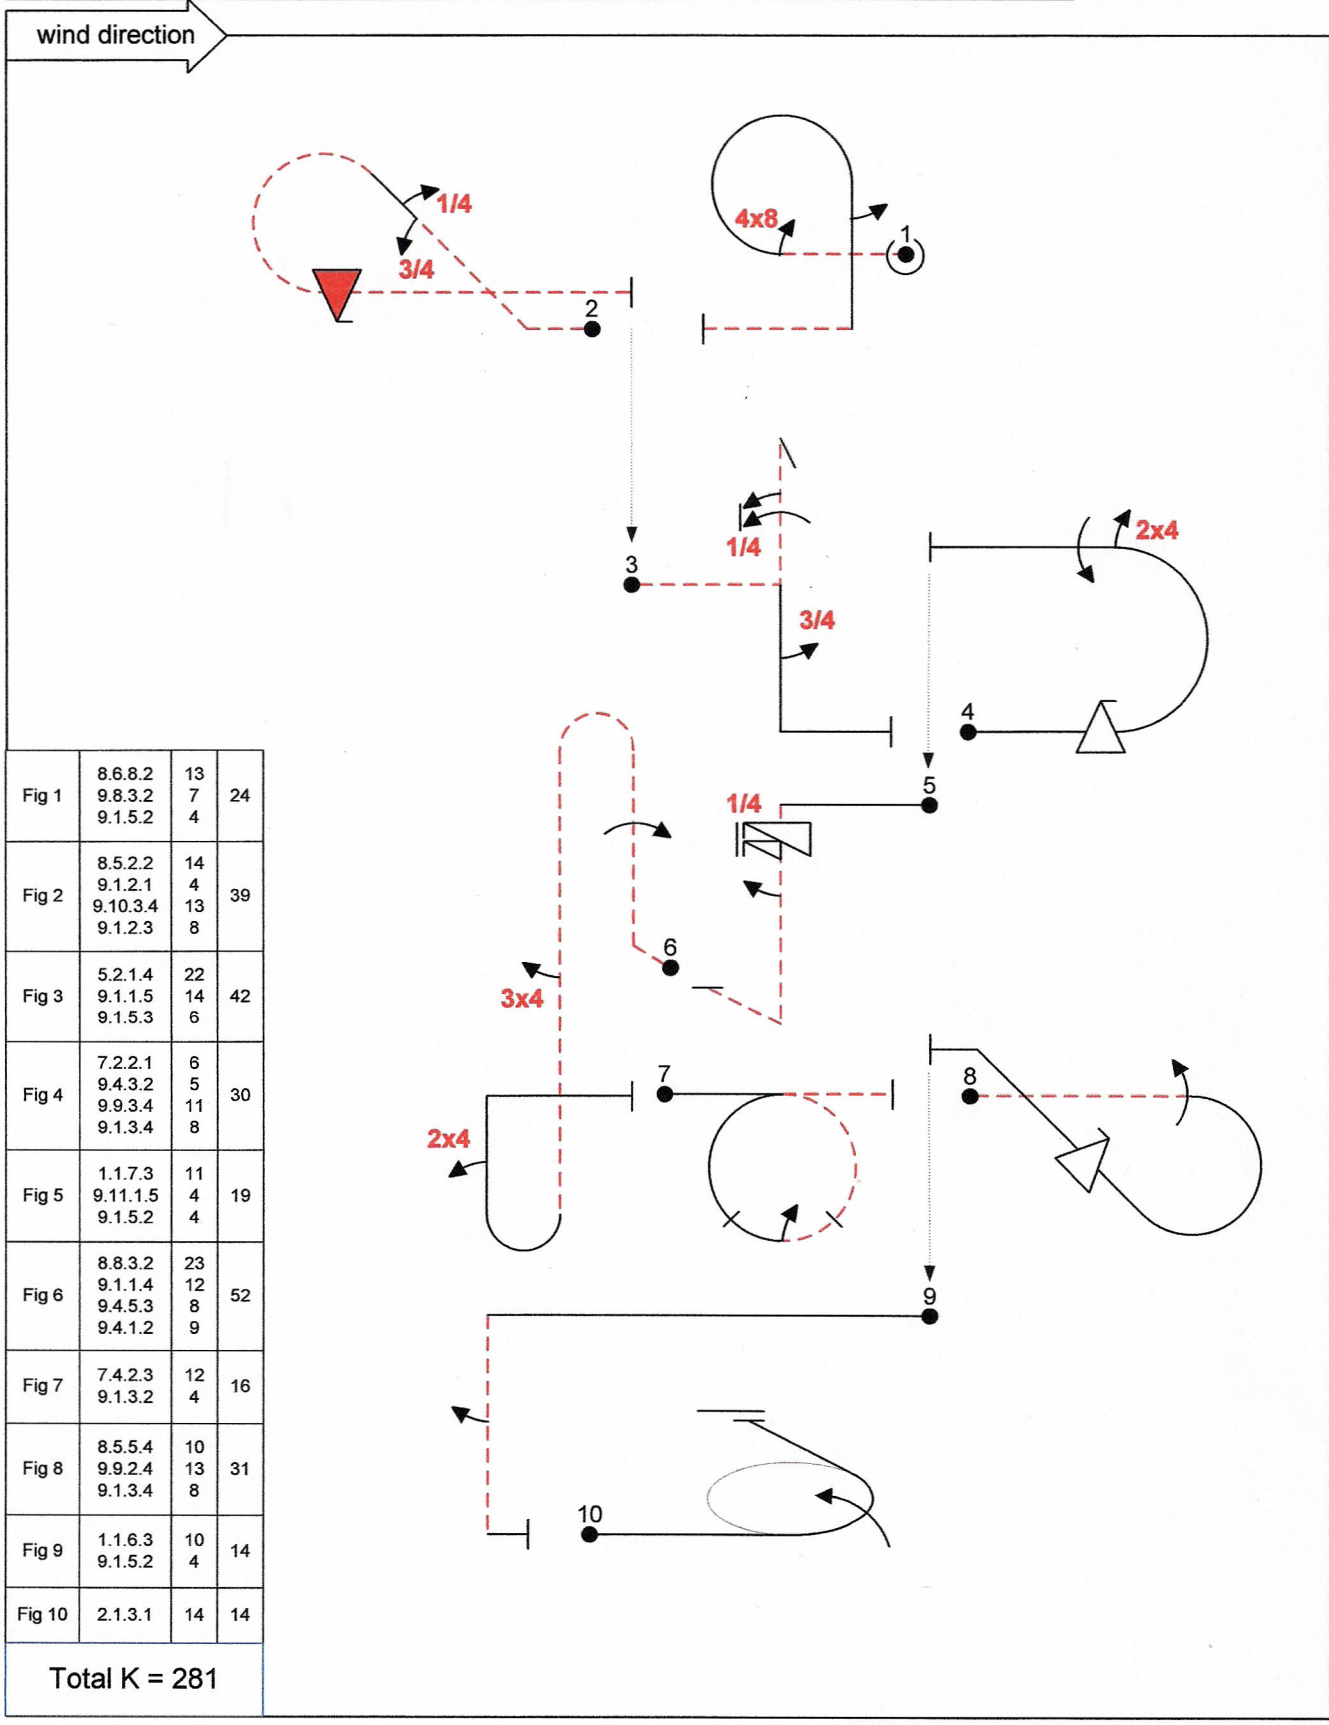 wind direction
1/4
3/4
4x8
1
2
1/4
3
3/4
2x4
4
5
1/4
6
3x4
7
8
2x4
9
10
Fig 1 8.6.8.2 13 24
9.8.3.2 7
9.1.5.2 4
Fig 2 8.5.2.2 14 39
9.1.2.1 4
9.10.3.4 13
9.1.2.3 8
Fig 3 5.2.1.4 22 42
9.1.1.5 14
9.1.5.3 6
Fig 4 7.2.2.1 6 30
9.4.3.2 5
9.9.3.4 11
9.1.3.4 8
Fig 5 1.1.7.3 11 19
9.11.1.5 4
9.1.5.2 4
Fig 6 8.8.3.2 23 52
9.1.1.4 12
9.4.5.3 8
9.4.1.2 9
Fig 7 7.4.2.3 12 16
9.1.3.2 4
Fig 8 8.5.5.4 10 31
9.9.2.4 13
9.1.3.4 8
Fig 9 1.1.6.3 10 14
9.1.5.2 4
Fig 10 2.1.3.1 14 14
Total K = 281